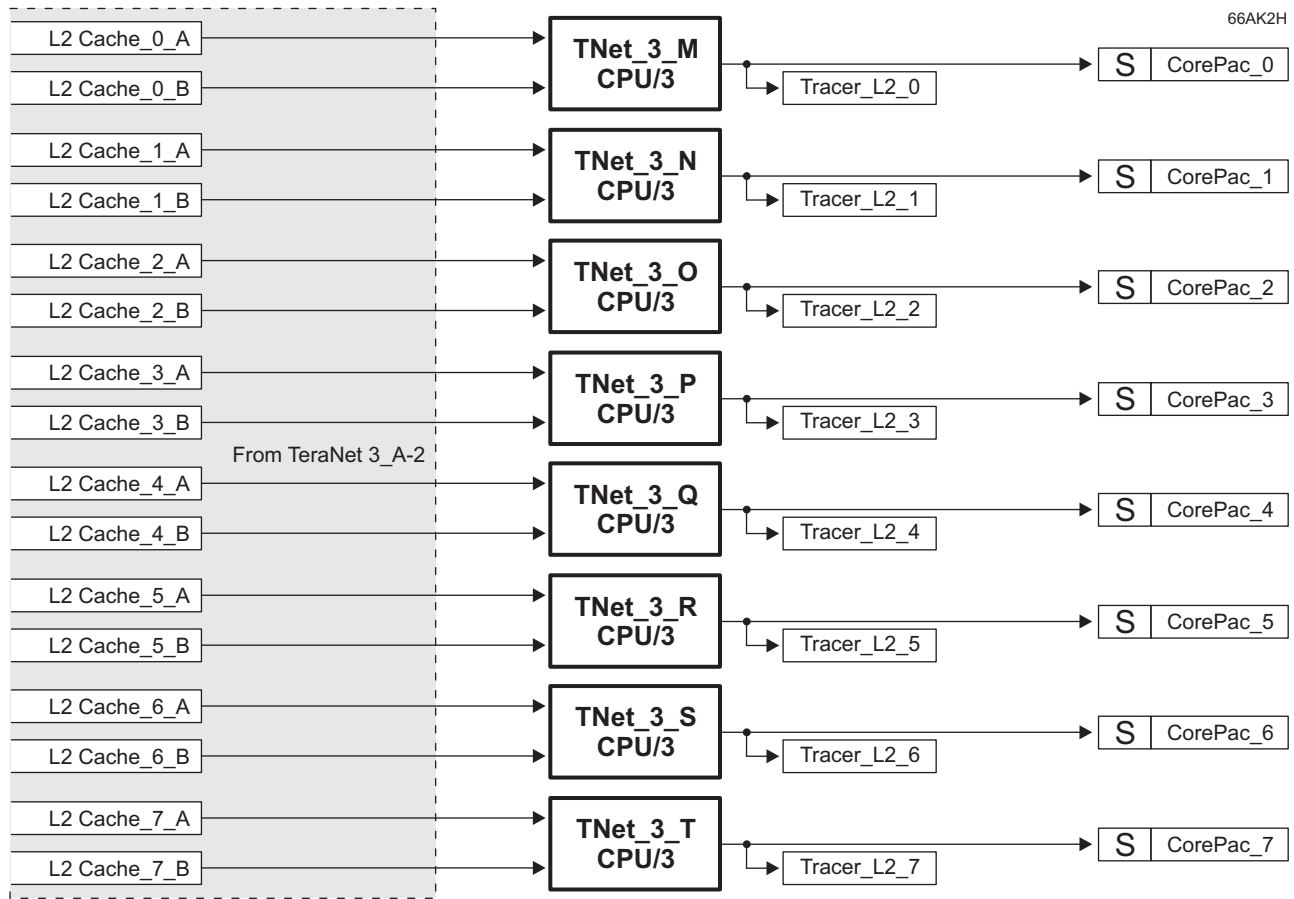 66AK2H
L2 Cache_0_A
L2 Cache_0_B
TNet_3_M
CPU/3
Tracer_L2_0
S CorePac_0
L2 Cache_1_A
L2 Cache_1_B
TNet_3_N
CPU/3
Tracer_L2_1
S CorePac_1
L2 Cache_2_A
L2 Cache_2_B
TNet_3_O
CPU/3
Tracer_L2_2
S CorePac_2
L2 Cache_3_A
L2 Cache_3_B
TNet_3_P
CPU/3
Tracer_L2_3
S CorePac_3
From TeraNet 3_A-2
L2 Cache_4_A
L2 Cache_4_B
TNet_3_Q
CPU/3
Tracer_L2_4
S CorePac_4
L2 Cache_5_A
L2 Cache_5_B
TNet_3_R
CPU/3
Tracer_L2_5
S CorePac_5
L2 Cache_6_A
L2 Cache_6_B
TNet_3_S
CPU/3
Tracer_L2_6
S CorePac_6
L2 Cache_7_A
L2 Cache_7_B
TNet_3_T
CPU/3
Tracer_L2_7
S CorePac_7